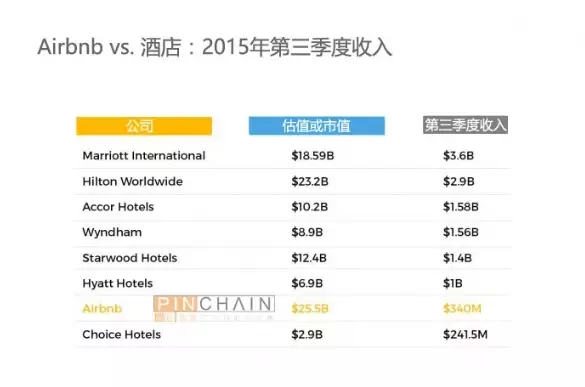 Airbnb vs. 酒店：2015年第三季度收入
公司 估值或市值 第三季度收入
Marriott International $18.59B $3.6B
Hilton Worldwide $23.2B $2.9B
Accor Hotels $10.2B $1.58B
Wyndham $8.9B $1.56B
Starwood Hotels $12.4B $1.4B
Hyatt Hotels $6.9B $1B
Airbnb PINCHAIN $25.5B $340M
Choice Hotels $2.9B $241.5M